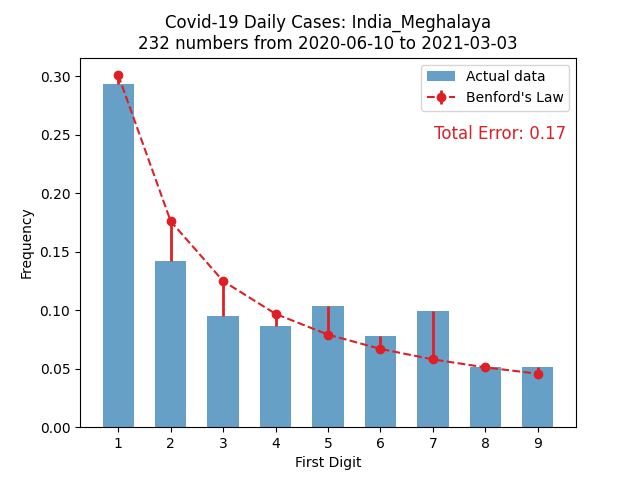 Covid-19 Daily Cases: India_Meghalaya
232 numbers from 2020-06-10 to 2021-03-03
Actual data
Benford's Law
Total Error: 0.17
Frequency
0.30
0.25
0.20
0.15
0.10
0.05
0.00
1 2 3 4 5 6 7 8 9
First Digit